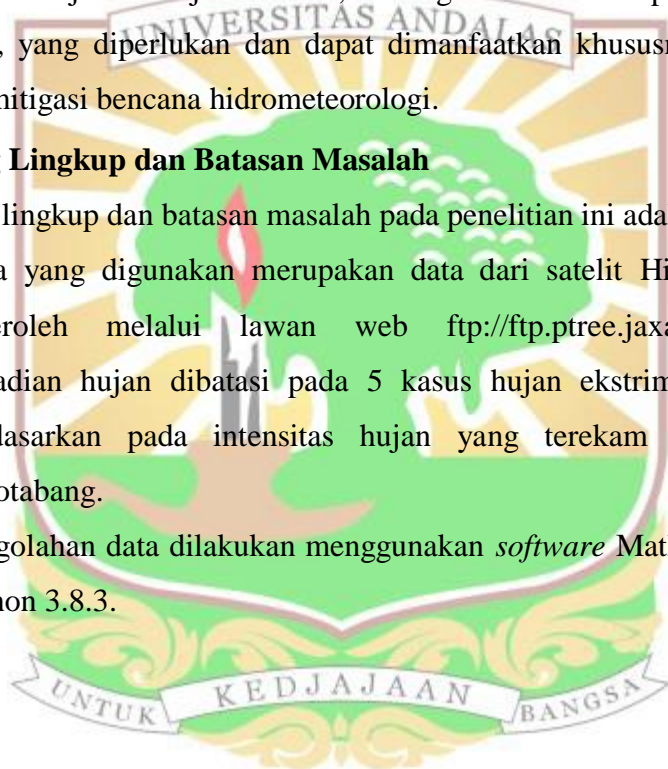 UNIVERSITAS ANDALAS
, yang diperlukan dan dapat dimanfaatkan khususn
mitigasi bencana hidrometeorologi.
Lingkup dan Batasan Masalah
lingkup dan batasan masalah pada penelitian ini ada
a yang digunakan merupakan data dari satelit Hi
eroleh melalui lawan web ftp://ftp.ptree.jaxa
adian hujan dibatasi pada 5 kasus hujan ekstrim
dasarkan pada intensitas hujan yang terekam
otabang.
golahan data dilakukan menggunakan software Mat
hon 3.8.3.
UNTUK KEDJAJAAN BANGSA